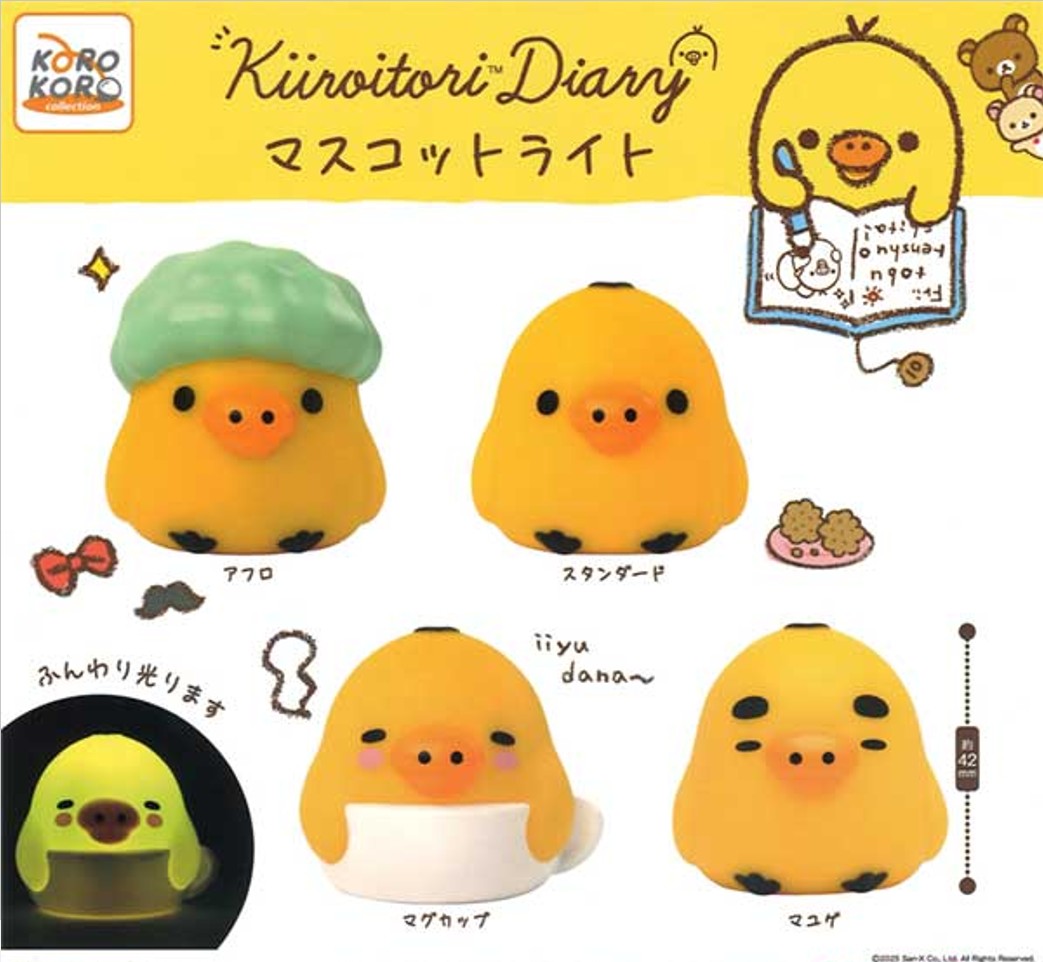 KORO
KORO
collection
Kiiroitori™ Diary
マスコットライト
Fri.
tobu
アフロ
スタンダード
ふんわり光ります
iiyu
dana〜
約
42
mm
マグカップ
マユゲ
©2025 San-X Co., Ltd. All Rights Reserved.